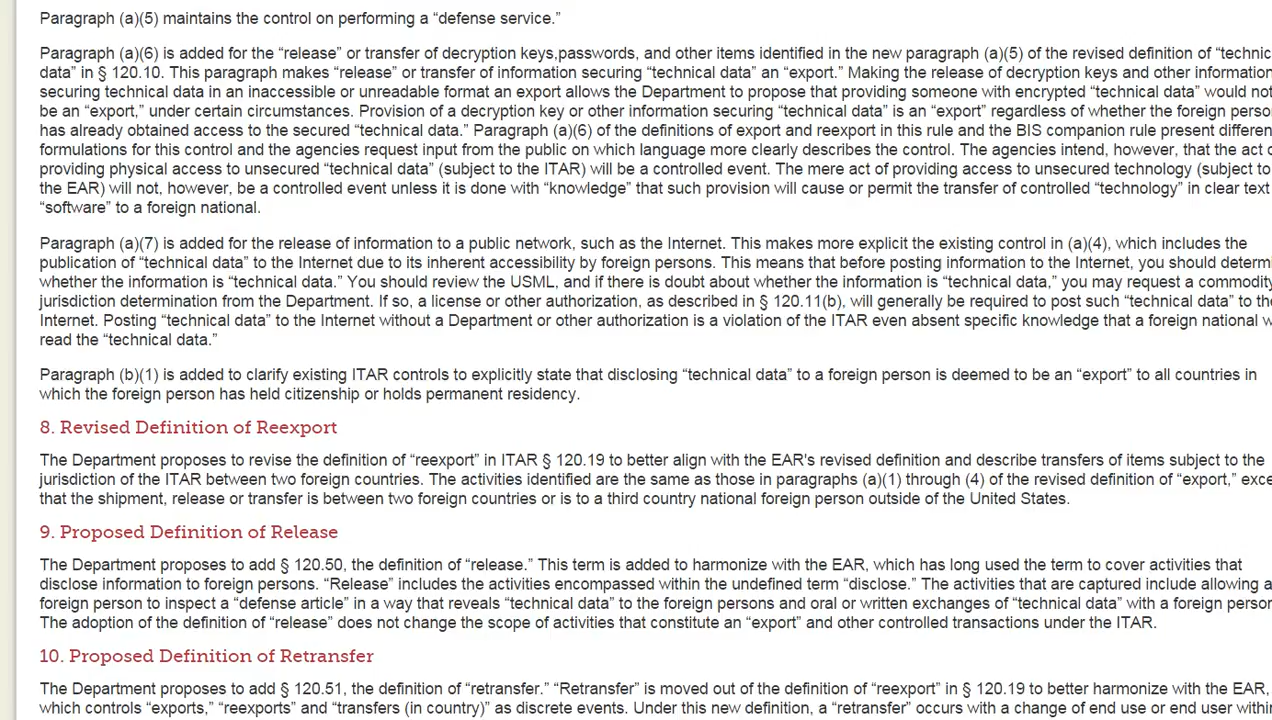 Paragraph (a)(5) maintains the control on performing a “defense service.”
Paragraph (a)(6) is added for the “release” or transfer of decryption keys,passwords, and other items identified in the new paragraph (a)(5) of the revised definition of “technic
data” in § 120.10. This paragraph makes “release” or transfer of information securing “technical data” an “export.” Making the release of decryption keys and other information
securing technical data in an inaccessible or unreadable format an export allows the Department to propose that providing someone with encrypted “technical data” would not
be an “export,” under certain circumstances. Provision of a decryption key or other information securing “technical data” is an “export” regardless of whether the foreign perso
has already obtained access to the secured “technical data.” Paragraph (a)(6) of the definitions of export and reexport in this rule and the BIS companion rule present differen
formulations for this control and the agencies request input from the public on which language more clearly describes the control. The agencies intend, however, that the act o
providing physical access to unsecured “technical data” (subject to the ITAR) will be a controlled event. The mere act of providing access to unsecured technology (subject to
the EAR) will not, however, be a controlled event unless it is done with “knowledge” that such provision will cause or permit the transfer of controlled “technology” in clear text
“software” to a foreign national.
Paragraph (a)(7) is added for the release of information to a public network, such as the Internet. This makes more explicit the existing control in (a)(4), which includes the
publication of “technical data” to the Internet due to its inherent accessibility by foreign persons. This means that before posting information to the Internet, you should determi
whether the information is “technical data.” You should review the USML, and if there is doubt about whether the information is “technical data,” you may request a commodity
jurisdiction determination from the Department. If so, a license or other authorization, as described in § 120.11(b), will generally be required to post such “technical data” to the
Internet. Posting “technical data” to the Internet without a Department or other authorization is a violation of the ITAR even absent specific knowledge that a foreign national w
read the “technical data.”
Paragraph (b)(1) is added to clarify existing ITAR controls to explicitly state that disclosing “technical data” to a foreign person is deemed to be an “export” to all countries in
which the foreign person has held citizenship or holds permanent residency.
8. Revised Definition of Reexport
The Department proposes to revise the definition of “reexport” in ITAR § 120.19 to better align with the EAR's revised definition and describe transfers of items subject to the
jurisdiction of the ITAR between two foreign countries. The activities identified are the same as those in paragraphs (a)(1) through (4) of the revised definition of “export,” exce
that the shipment, release or transfer is between two foreign countries or is to a third country national foreign person outside of the United States.
9. Proposed Definition of Release
The Department proposes to add § 120.50, the definition of “release.” This term is added to harmonize with the EAR, which has long used the term to cover activities that
disclose information to foreign persons. “Release” includes the activities encompassed within the undefined term “disclose.” The activities that are captured include allowing a
foreign person to inspect a “defense article” in a way that reveals “technical data” to the foreign persons and oral or written exchanges of “technical data” with a foreign person
The adoption of the definition of “release” does not change the scope of activities that constitute an “export” and other controlled transactions under the ITAR.
10. Proposed Definition of Retransfer
The Department proposes to add § 120.51, the definition of “retransfer.” “Retransfer” is moved out of the definition of “reexport” in § 120.19 to better harmonize with the EAR,
which controls “exports,” “reexports” and “transfers (in country)” as discrete events. Under this new definition, a “retransfer” occurs with a change of end use or end user within